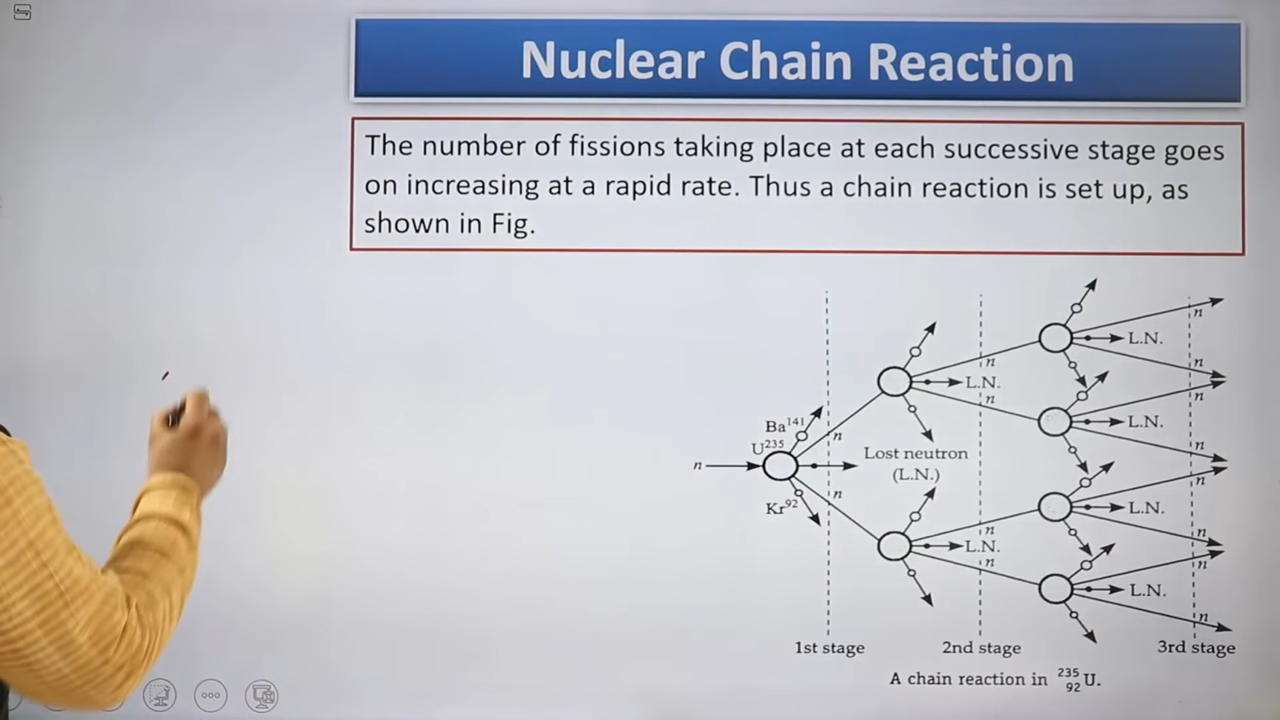 Nuclear Chain Reaction
The number of fissions taking place at each successive stage goes
on increasing at a rapid rate. Thus a chain reaction is set up, as
shown in Fig.
n
L.N.
n
n
n
L.N.
n
L.N.
Ba¹⁴¹
n
U²³⁵
n
Lost neutron
(L.N.)
n
n
Kr⁹²
n
L.N.
n
L.N.
n
n
n
L.N.
n
1st stage
2nd stage
3rd stage
A chain reaction in ²³⁵₉₂U.